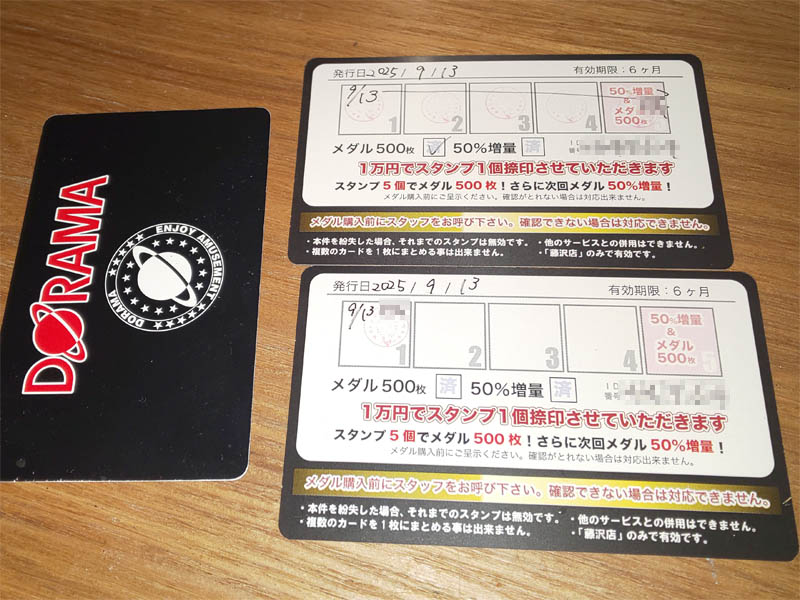 DORAMA
ENJOY AMUSEMENT
DORAMA
発行日2025/9/13
有効期限：6ヶ月
9/13
1
2
3
4
50%増量
&
メダル
500枚
メダル500枚 済 50%増量 済
ID
番号
1万円でスタンプ1個捺印させていただきます
スタンプ5個でメダル500枚！さらに次回メダル50%増量！
メダル購入前にご呈示ください。確認がとれない場合は対応出来ません。
メダル購入前にスタッフをお呼び下さい。確認できない場合は対応できません。
・本件を紛失した場合、それまでのスタンプは無効です。 ・他のサービスとの併用はできません。
・複数のカードを1枚にまとめる事は出来ません。 ・「藤沢店」のみで有効です。
発行日2025/9/13
有効期限：6ヶ月
9/13
1
2
3
4
50%増量
&
メダル
500枚
5
メダル500枚 済 50%増量 済
ID
番号
1万円でスタンプ1個捺印させていただきます
スタンプ5個でメダル500枚！さらに次回メダル50%増量！
メダル購入前にご呈示ください。確認がとれない場合は対応出来ません。
メダル購入前にスタッフをお呼び下さい。確認できない場合は対応できません。
・本件を紛失した場合、それまでのスタンプは無効です。 ・他のサービスとの併用はできません。
・複数のカードを1枚にまとめる事は出来ません。 ・「藤沢店」のみで有効です。